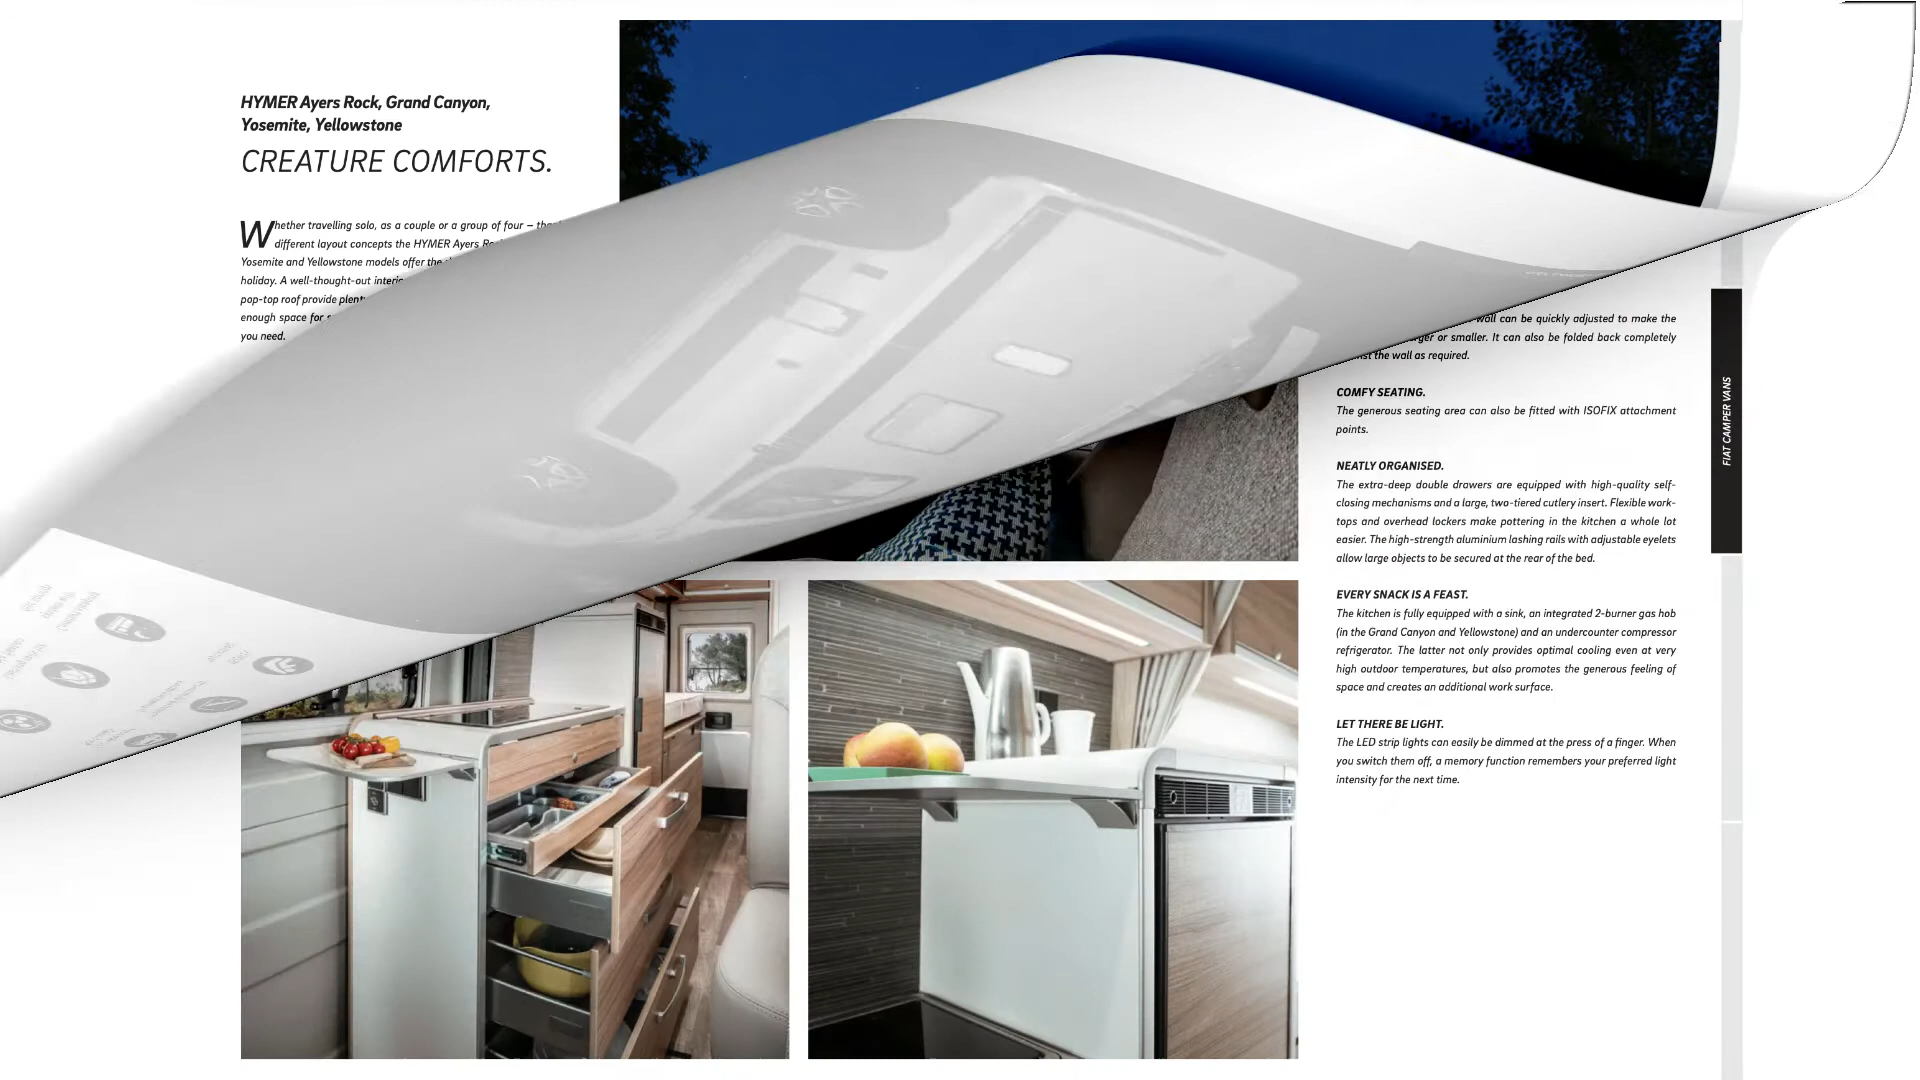 HYMER Ayers Rock, Grand Canyon,
Yosemite, Yellowstone
CREATURE COMFORTS.
Whether travelling solo, as a couple or a group of four –
different layout concepts the HYMER Ayers
Yosemite and Yellowstone models offer the
holiday. A well-thought-out
pop-top roof provide
enough space for
you need.
wall can be quickly adjusted to make the
or smaller. It can also be folded back completely
the wall as required.
COMFY SEATING.
The generous seating area can also be fitted with ISOFIX attachment
points.
NEATLY ORGANISED.
The extra-deep double drawers are equipped with high-quality self-
closing mechanisms and a large, two-tiered cutlery insert. Flexible work-
tops and overhead lockers make pottering in the kitchen a whole lot
easier. The high-strength aluminium lashing rails with adjustable eyelets
allow large objects to be secured at the rear of the bed.
EVERY SNACK IS A FEAST.
The kitchen is fully equipped with a sink, an integrated 2-burner gas hob
(in the Grand Canyon and Yellowstone) and an undercounter compressor
refrigerator. The latter not only provides optimal cooling even at very
high outdoor temperatures, but also promotes the generous feeling of
space and creates an additional work surface.
LET THERE BE LIGHT.
The LED strip lights can easily be dimmed at the press of a finger. When
you switch them off, a memory function remembers your preferred light
intensity for the next time.
FIAT CAMPER VANS